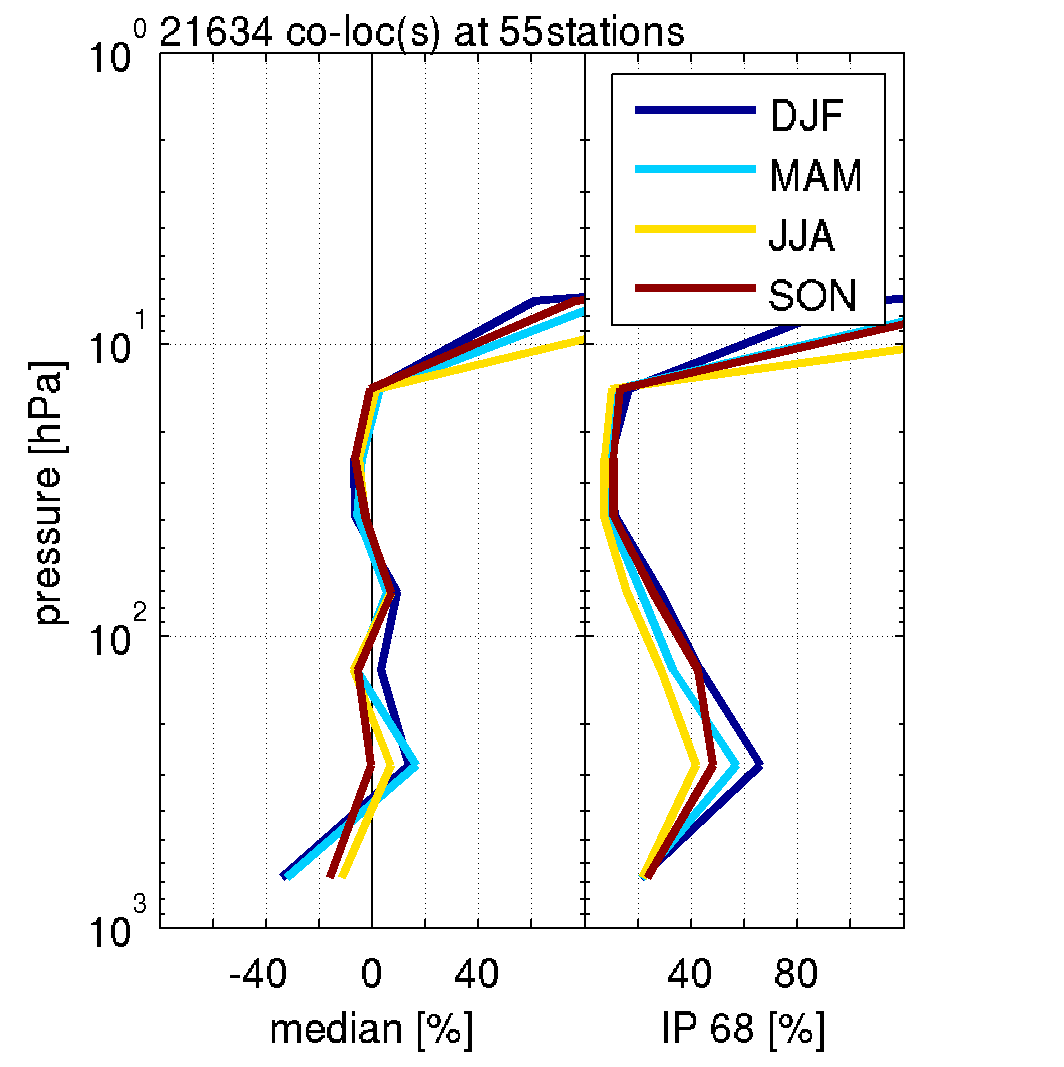 21634 co-loc(s) at 55stations
10^0
10^1
10^2
10^3
pressure [hPa]
DJF
MAM
JJA
SON
-40 0 40
40 80
median [%]
IP 68 [%]